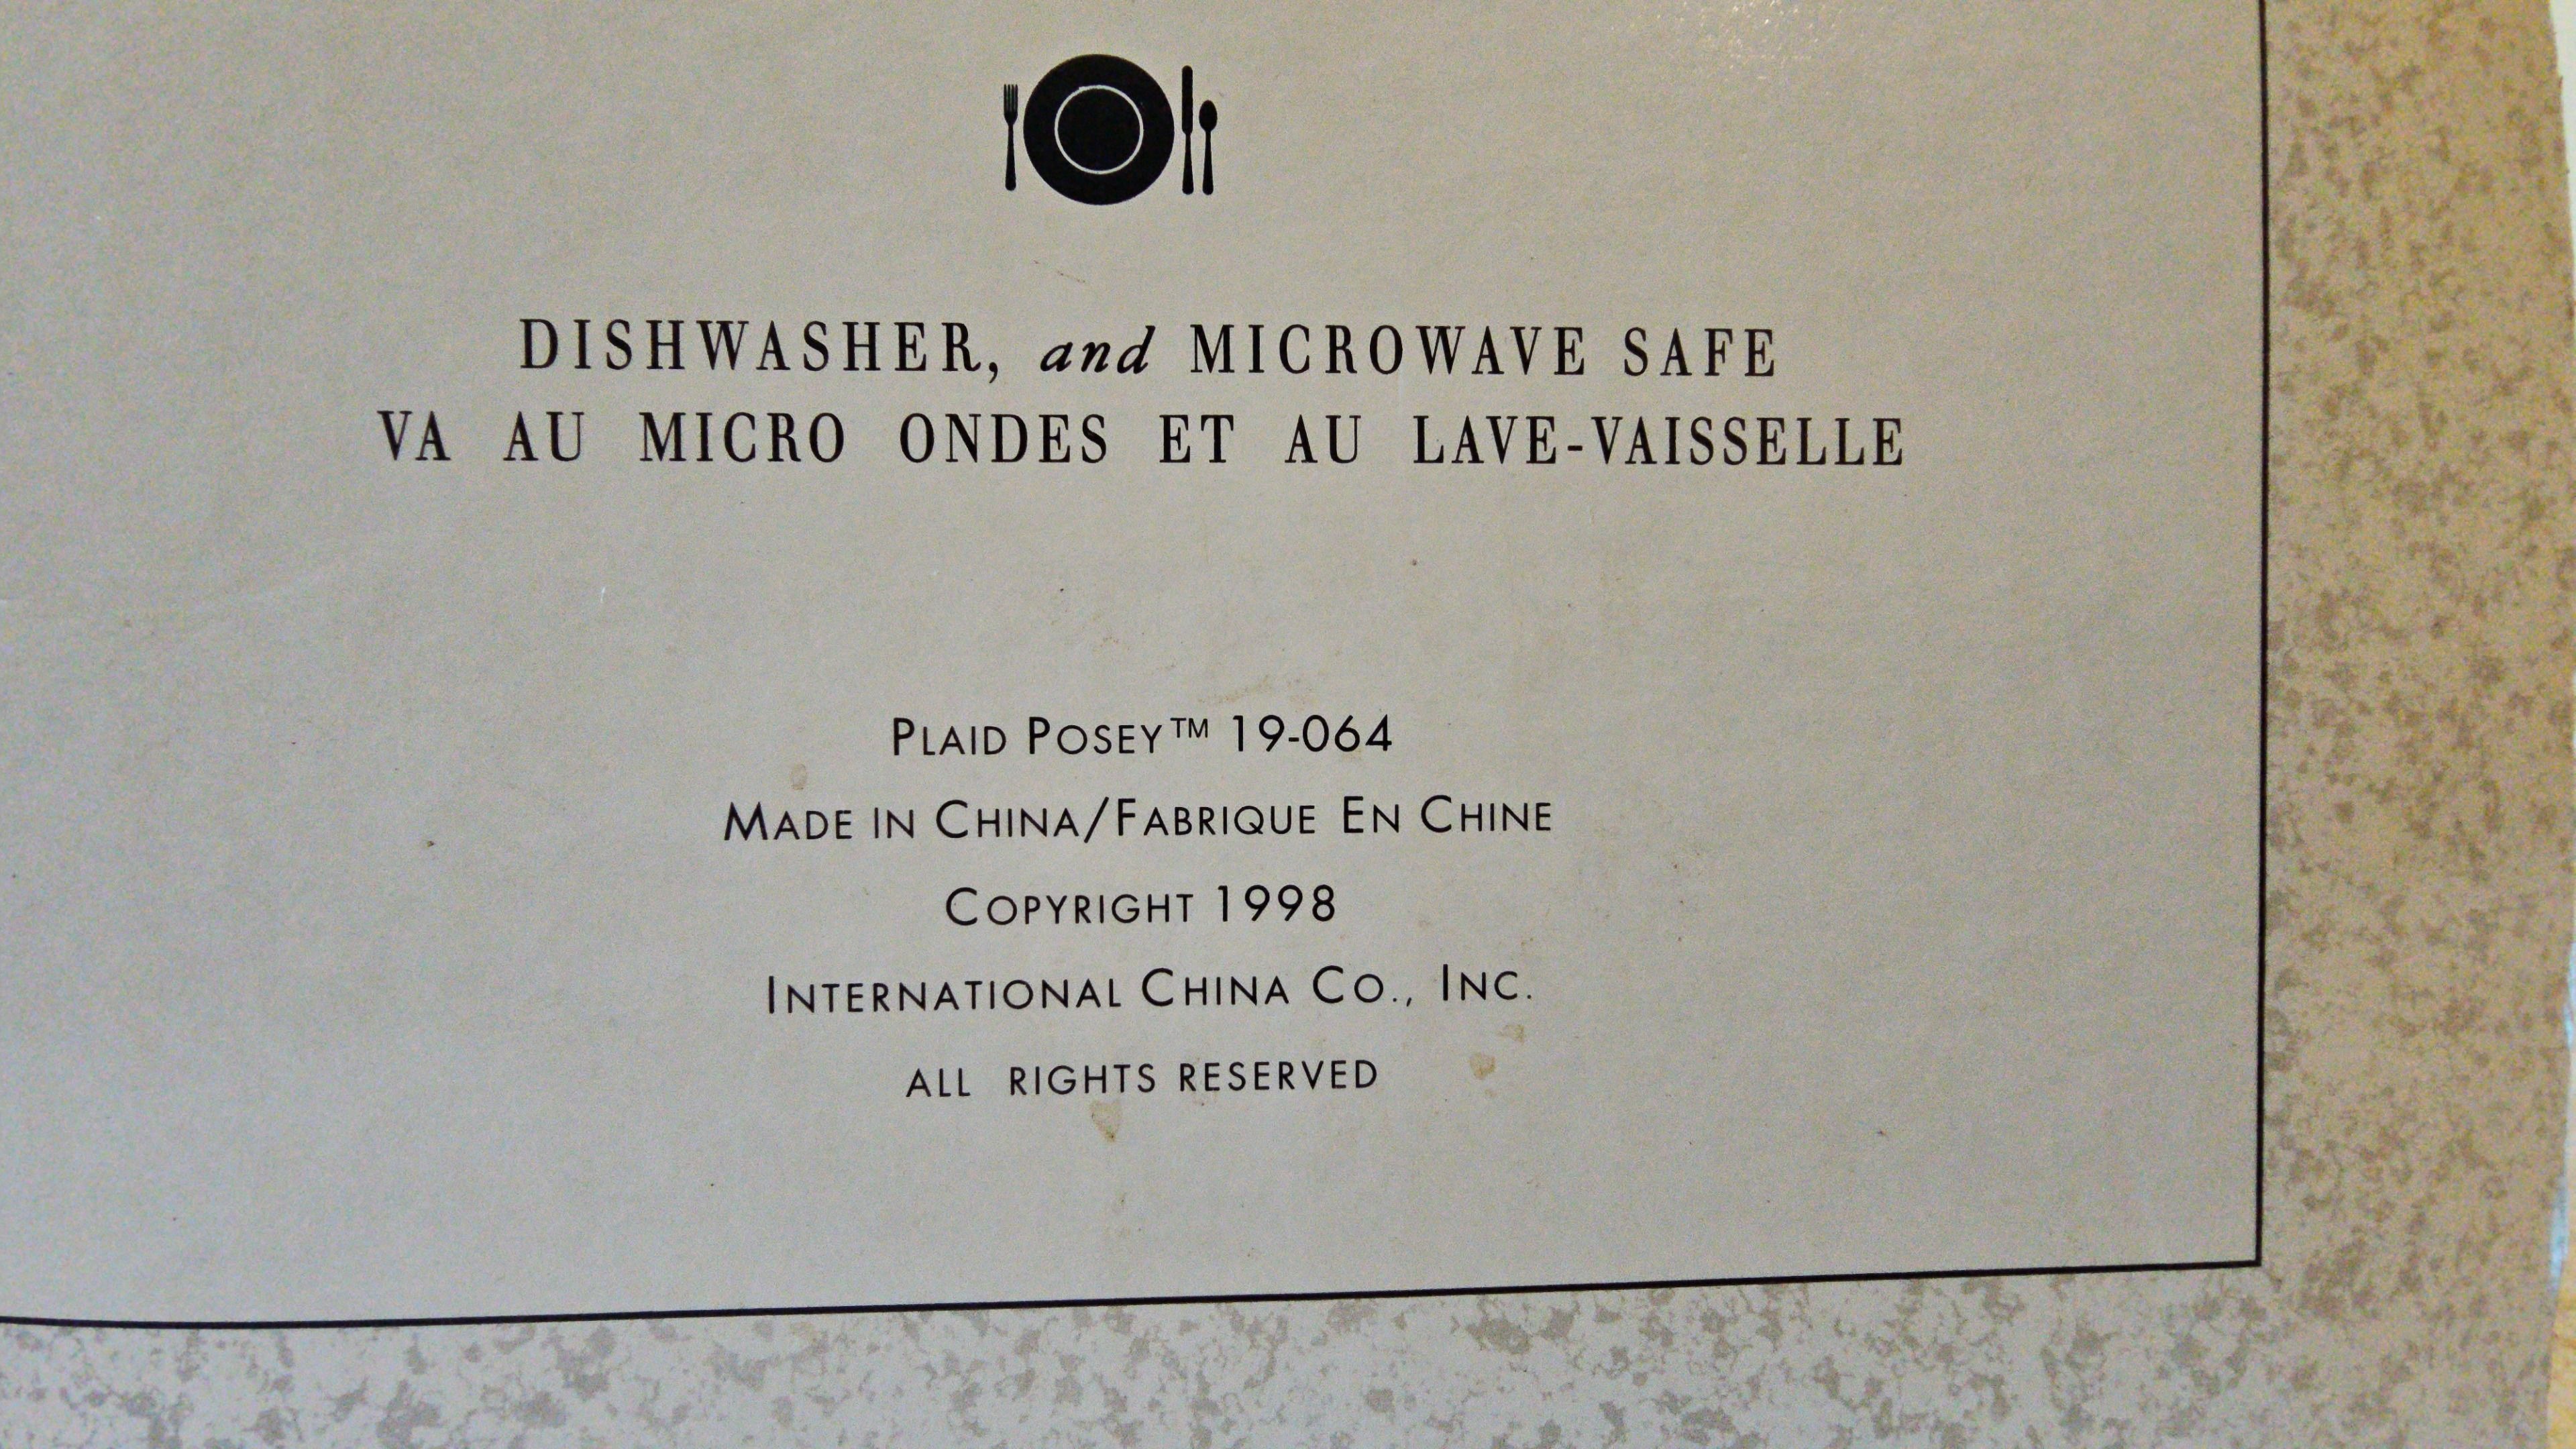 DISHWASHER, and MICROWAVE SAFE
VA AU MICRO ONDES ET AU LAVE-VAISSELLE
PLAID POSEY™ 19-064
MADE IN CHINA/FABRIQUE EN CHINE
COPYRIGHT 1998
INTERNATIONAL CHINA CO., INC.
ALL RIGHTS RESERVED